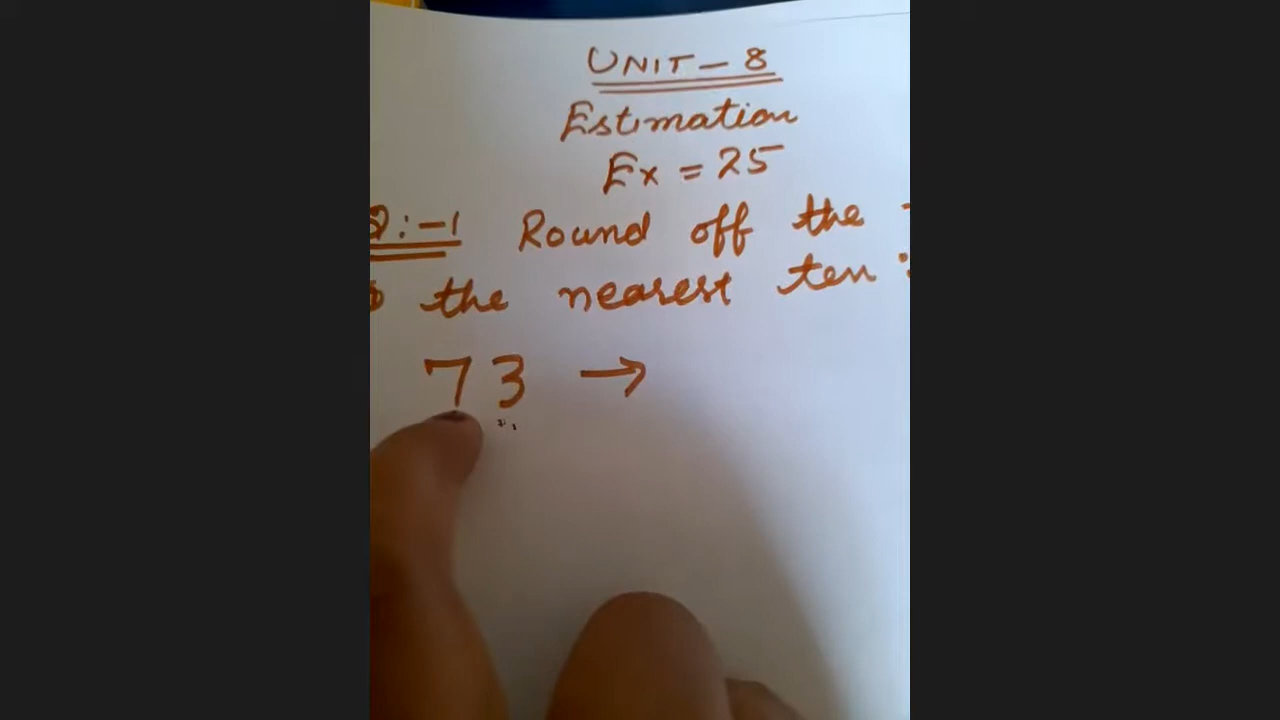 UNIT - 8
Estimation
Ex = 25
Q:-1 Round off the
the nearest ten :
73 →